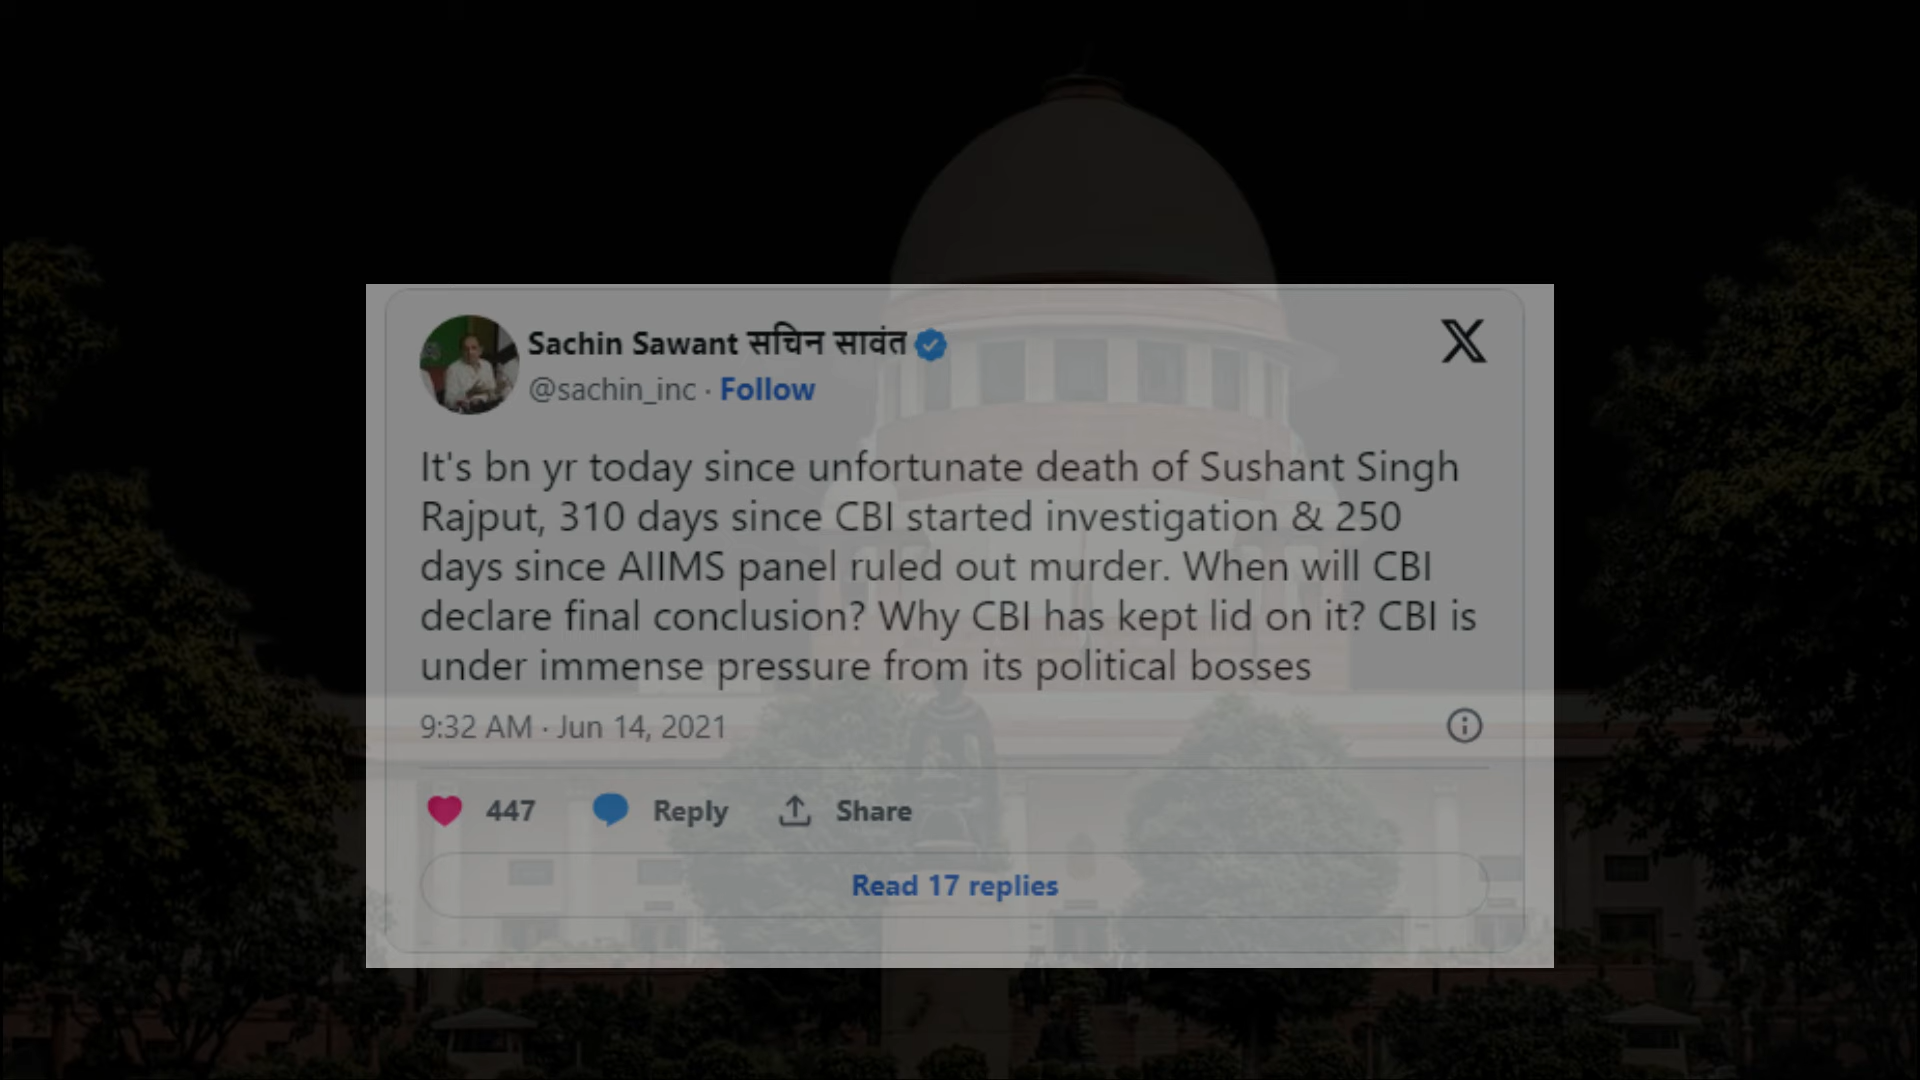 Sachin Sawant सचिन सावंत
@sachin_inc · Follow
It's bn yr today since unfortunate death of Sushant Singh
Rajput, 310 days since CBI started investigation & 250
days since AIIMS panel ruled out murder. When will CBI
declare final conclusion? Why CBI has kept lid on it? CBI is
under immense pressure from its political bosses
9:32 AM · Jun 14, 2021
447 Reply Share
Read 17 replies